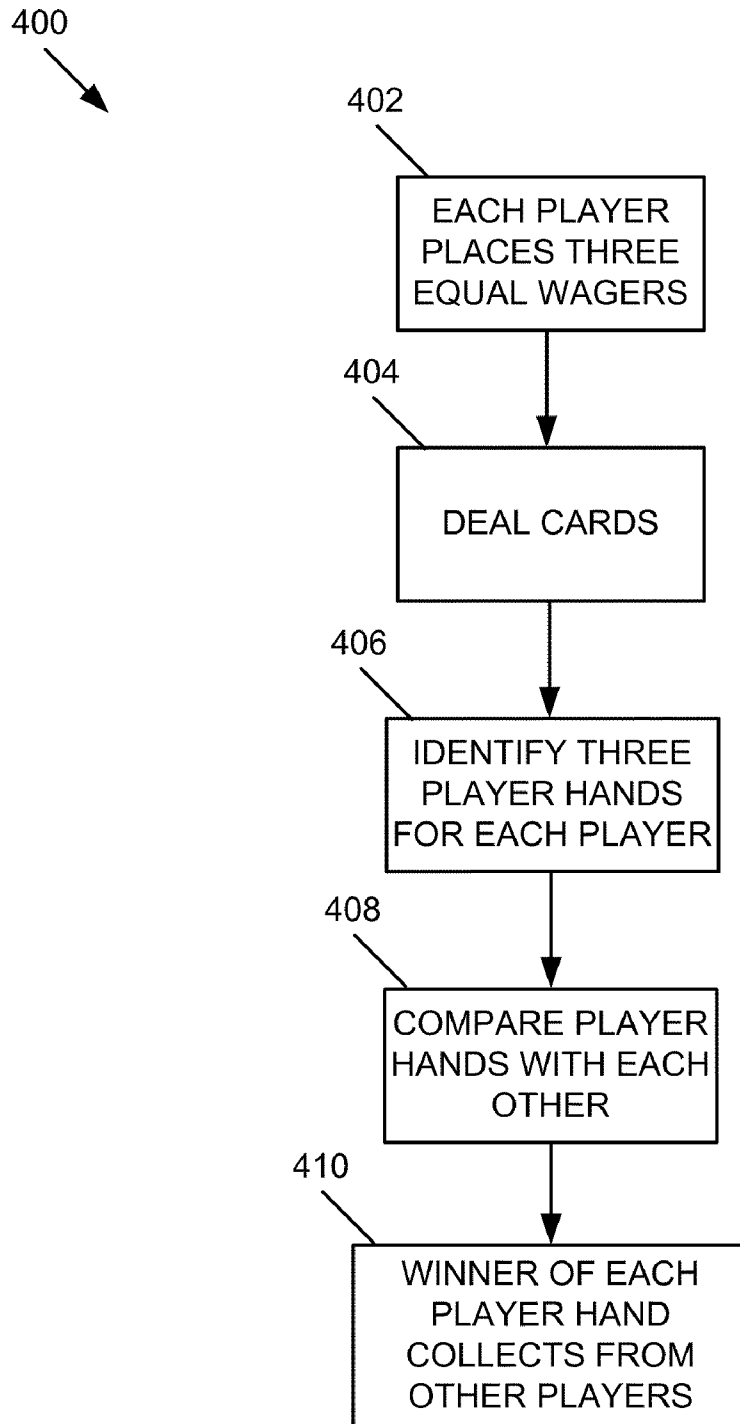 400
402
EACH PLAYER
PLACES THREE
EQUAL WAGERS
404
DEAL CARDS
406
IDENTIFY THREE
PLAYER HANDS
FOR EACH PLAYER
408
COMPARE PLAYER
HANDS WITH EACH
OTHER
410
WINNER OF EACH
PLAYER HAND
COLLECTS FROM
OTHER PLAYERS